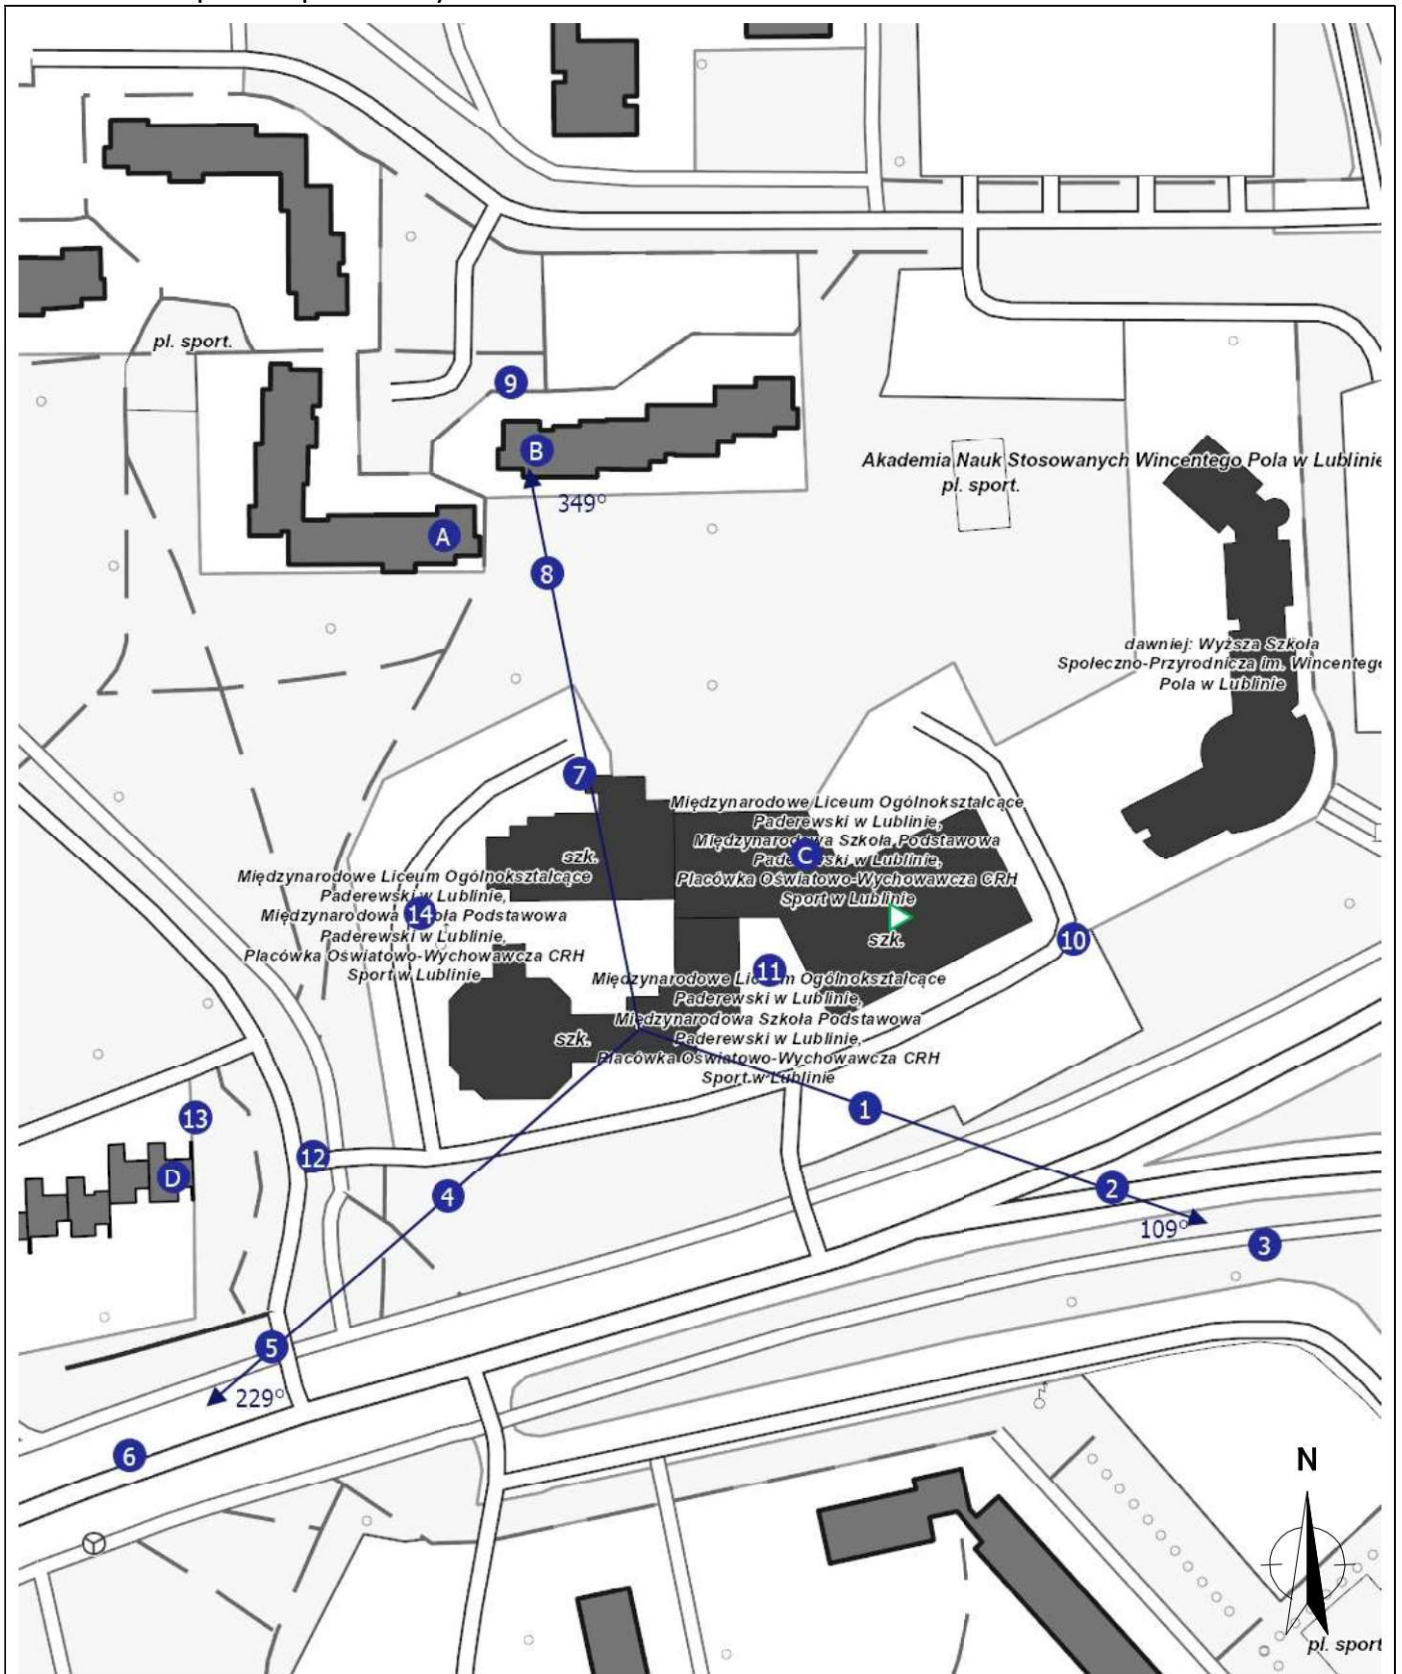 pl. sport.
9
B
349°
A
8
Akademia Nauk Stosowanych Wincentego Pola w Lublinie
pl. sport.
dawniej: Wyższa Szkoła
Społeczno-Przyrodnicza im. Wincentego
Pola w Lublinie
7
szk.
Międzynarodowe Liceum Ogólnokształcące
Paderewski w Lublinie,
Międzynarodowa Szkoła Podstawowa
Paderewski w Lublinie,
Placówka Oświatowo-Wychowawcza CRH
Sport w Lublinie
C
szk.
Międzynarodowe Liceum Ogólnokształcące
Paderewski w Lublinie,
Międzynarodowa Szkoła Podstawowa
Paderewski w Lublinie,
Placówka Oświatowo-Wychowawcza CRH
Sport w Lublinie
14
10
11
Międzynarodowe Liceum Ogólnokształcące
Paderewski w Lublinie,
Międzynarodowa Szkoła Podstawowa
Paderewski w Lublinie,
Placówka Oświatowo-Wychowawcza CRH
Sport w Lublinie
szk.
1
13
12
D
4
2
109°
3
5
229°
6
N
pl. sport